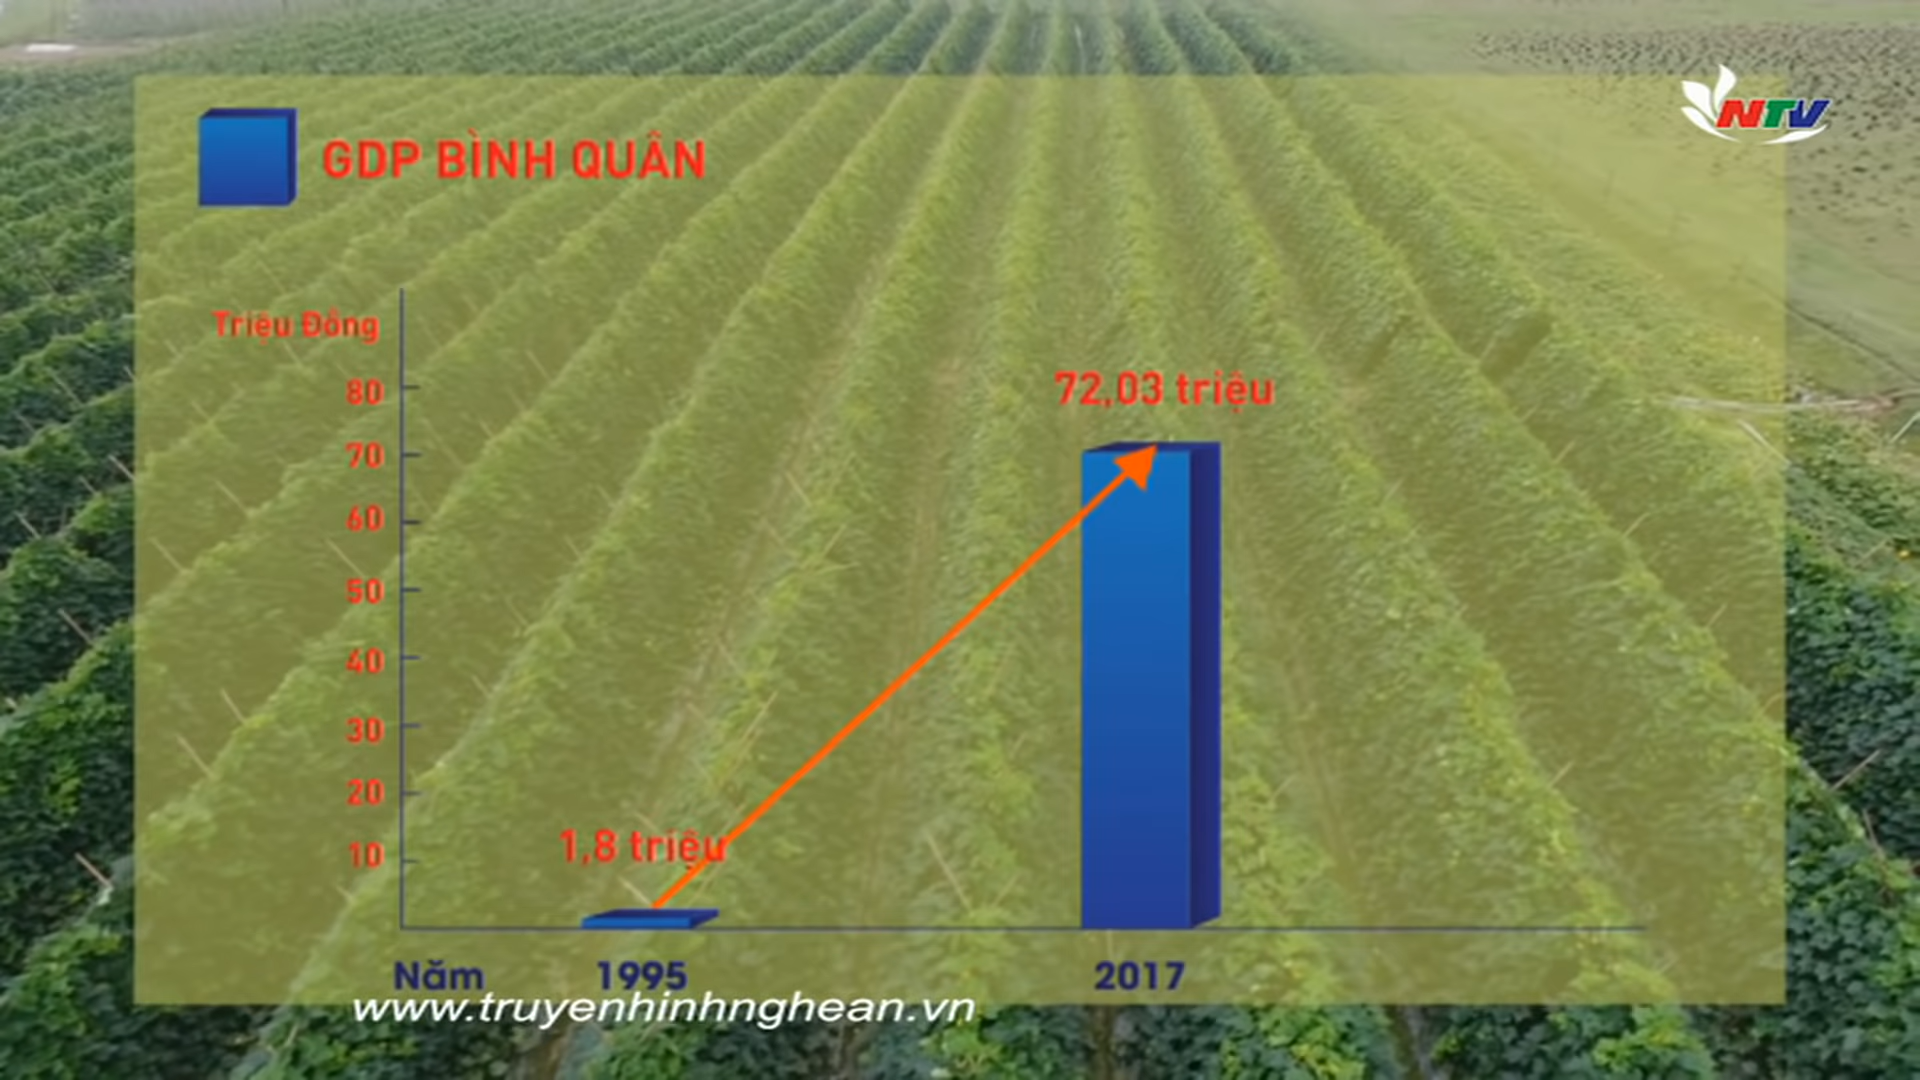 NTV
GDP BÌNH QUÂN
Triệu Đồng
80
72,03 triệu
70
60
50
40
30
20
1,8 triệu
10
Năm 1995 2017
www.truyenhinhnghean.vn